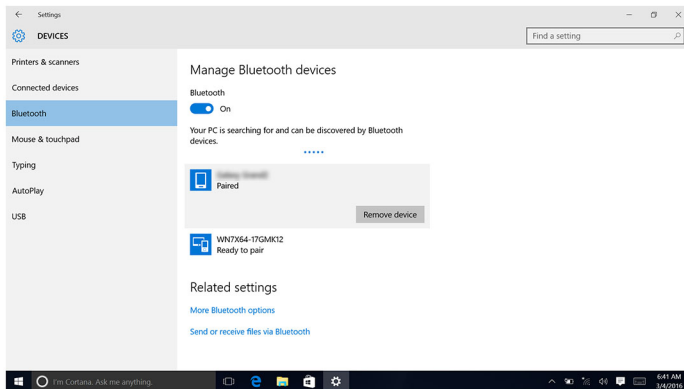 Settings
DEVICES
Find a setting
Printers & scanners
Connected devices
Bluetooth
Mouse & touchpad
Typing
AutoPlay
USB
Manage Bluetooth devices
Bluetooth
On
Your PC is searching for and can be discovered by Bluetooth
devices.
Paired
Remove device
WN7X64-17GMK12
Ready to pair
Related settings
More Bluetooth options
Send or receive files via Bluetooth
I'm Cortana. Ask me anything.
6:41 AM
3/4/2016